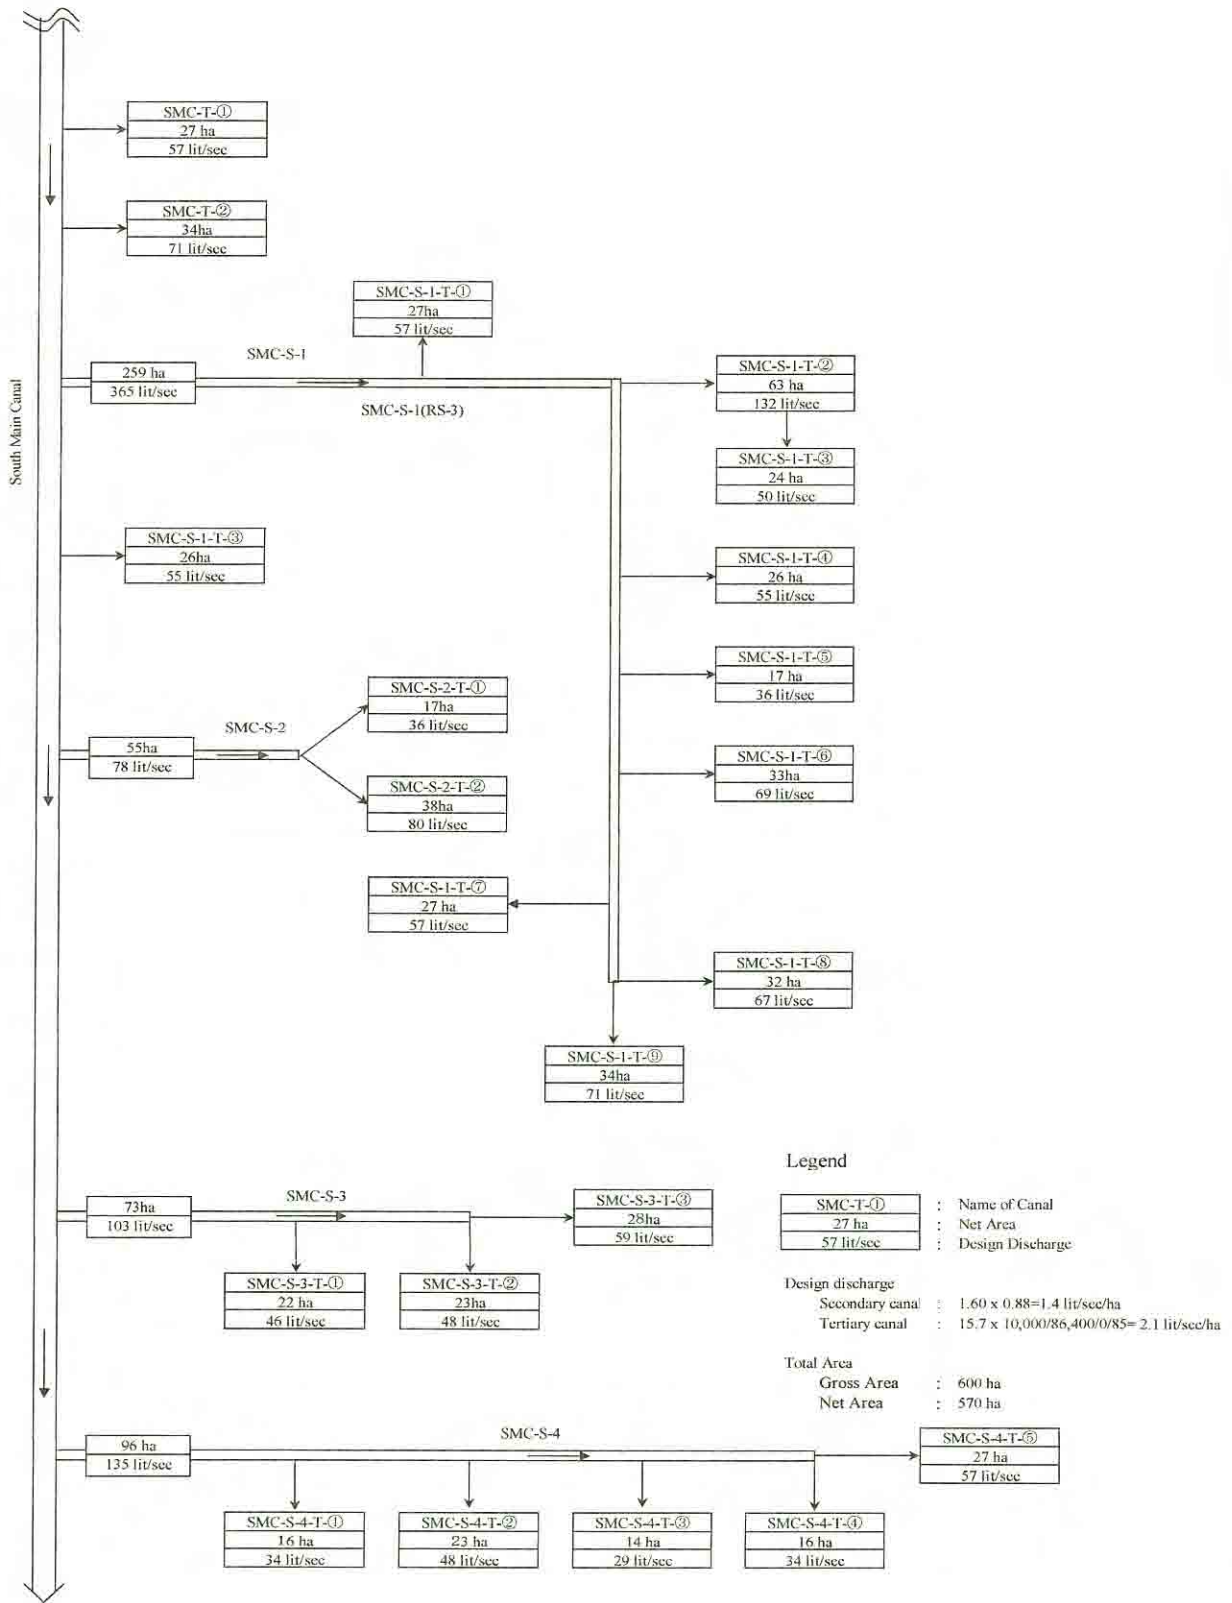 South Main Canal
SMC-T-①
27 ha
57 lit/sec
SMC-T-②
34ha
71 lit/sec
SMC-S-1-T-①
27ha
57 lit/sec
SMC-S-1
259 ha
365 lit/sec
SMC-S-1(RS-3)
SMC-S-1-T-②
63 ha
132 lit/sec
SMC-S-1-T-③
24 ha
50 lit/sec
SMC-S-1-T-③
26ha
55 lit/sec
SMC-S-1-T-④
26 ha
55 lit/sec
SMC-S-1-T-⑤
17 ha
36 lit/sec
SMC-S-2-T-①
17ha
36 lit/sec
SMC-S-2
55ha
78 lit/sec
SMC-S-2-T-②
38ha
80 lit/sec
SMC-S-1-T-⑥
33ha
69 lit/sec
SMC-S-1-T-⑦
27 ha
57 lit/sec
SMC-S-1-T-⑧
32 ha
67 lit/sec
SMC-S-1-T-⑨
34ha
71 lit/sec
SMC-S-3
73ha
103 lit/sec
SMC-S-3-T-③
28ha
59 lit/sec
SMC-S-3-T-①
22 ha
46 lit/sec
SMC-S-3-T-②
23ha
48 lit/sec
Legend
SMC-T-① : Name of Canal
27 ha : Net Area
57 lit/sec : Design Discharge
Design discharge
Secondary canal : 1.60 x 0.88=1.4 lit/sec/ha
Tertiary canal : 15.7 x 10,000/86,400/0/85= 2.1 lit/sec/ha
Total Area
Gross Area : 600 ha
Net Area : 570 ha
SMC-S-4
96 ha
135 lit/sec
SMC-S-4-T-⑤
27 ha
57 lit/sec
SMC-S-4-T-①
16 ha
34 lit/sec
SMC-S-4-T-②
23 ha
48 lit/sec
SMC-S-4-T-③
14 ha
29 lit/sec
SMC-S-4-T-④
16 ha
34 lit/sec